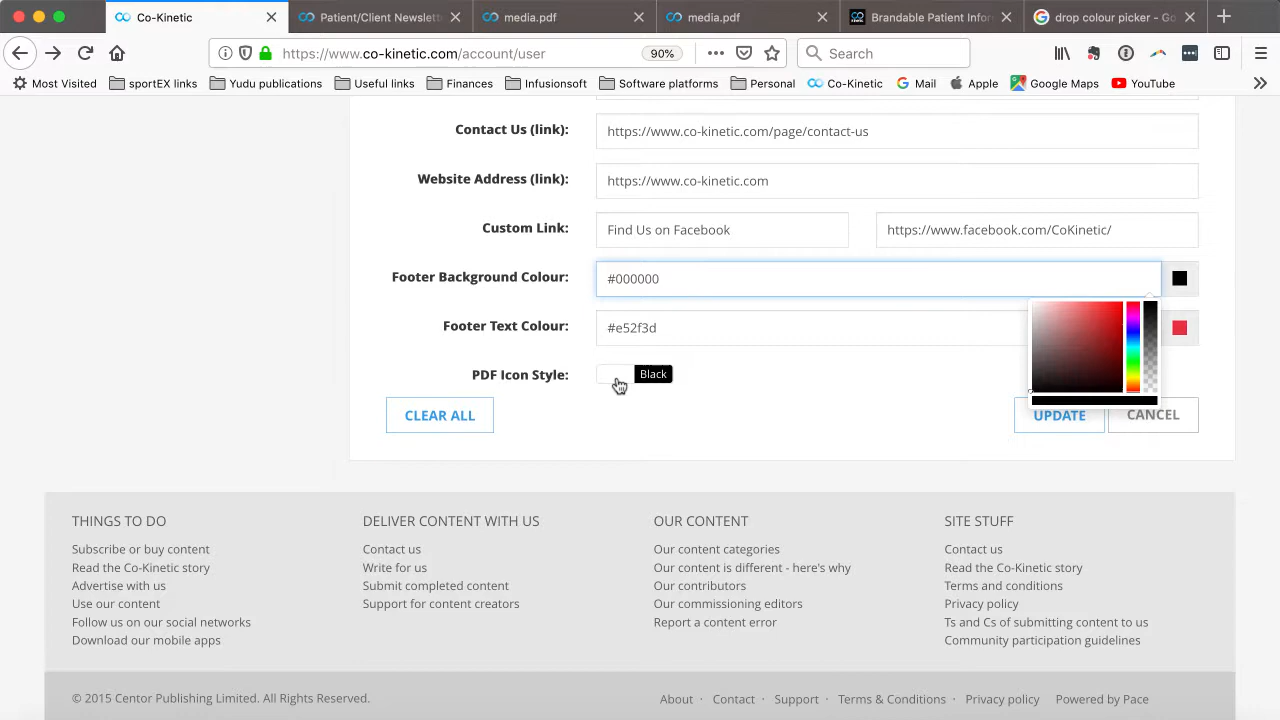 Co-Kinetic
Patient/Client Newslett
media.pdf
media.pdf
Brandable Patient Infor
drop colour picker - Go
https://www.co-kinetic.com/account/user
90%
Search
Most Visited
sportEX links
Yudu publications
Useful links
Finances
Infusionsoft
Software platforms
Personal
Co-Kinetic
Mail
Apple
Google Maps
YouTube
Contact Us (link):
https://www.co-kinetic.com/page/contact-us
Website Address (link):
https://www.co-kinetic.com
Custom Link:
Find Us on Facebook
https://www.facebook.com/CoKinetic/
Footer Background Colour:
#000000
Footer Text Colour:
#e52f3d
PDF Icon Style:
Black
CLEAR ALL
UPDATE
CANCEL
THINGS TO DO
Subscribe or buy content
Read the Co-Kinetic story
Advertise with us
Use our content
Follow us on our social networks
Download our mobile apps
DELIVER CONTENT WITH US
Contact us
Write for us
Submit completed content
Support for content creators
OUR CONTENT
Our content categories
Our content is different - here's why
Our contributors
Our commissioning editors
Report a content error
SITE STUFF
Contact us
Read the Co-Kinetic story
Terms and conditions
Privacy policy
Ts and Cs of submitting content to us
Community participation guidelines
© 2015 Centor Publishing Limited. All Rights Reserved.
About · Contact · Support · Terms & Conditions · Privacy policy Powered by Pace